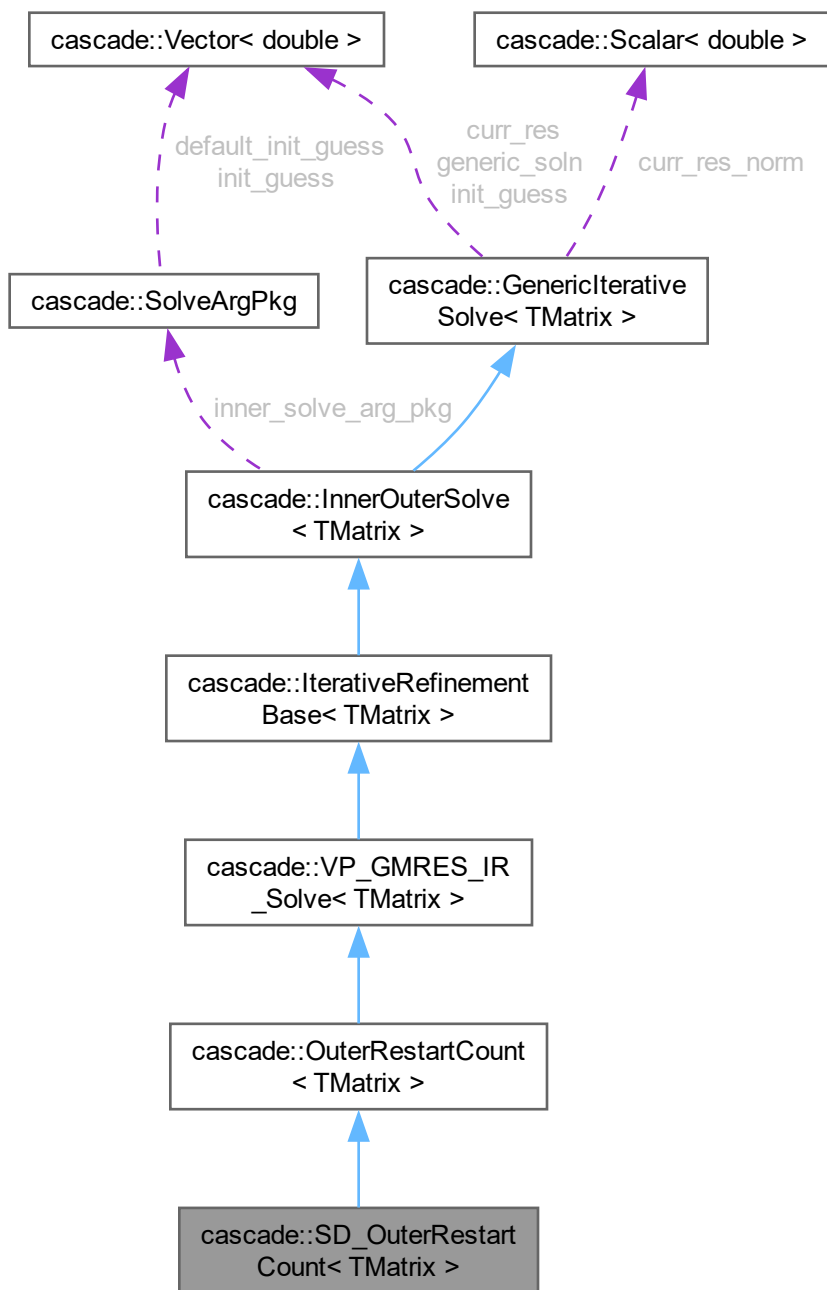 cascade::Vector< double >
cascade::Scalar< double >
default_init_guess
init_guess
curr_res
generic_soln
init_guess
curr_res_norm
cascade::SolveArgPkg
cascade::GenericIterative
Solve< TMatrix >
inner_solve_arg_pkg
cascade::InnerOuterSolve
< TMatrix >
cascade::IterativeRefinement
Base< TMatrix >
cascade::VP_GMRES_IR
_Solve< TMatrix >
cascade::OuterRestartCount
< TMatrix >
cascade::SD_OuterRestart
Count< TMatrix >